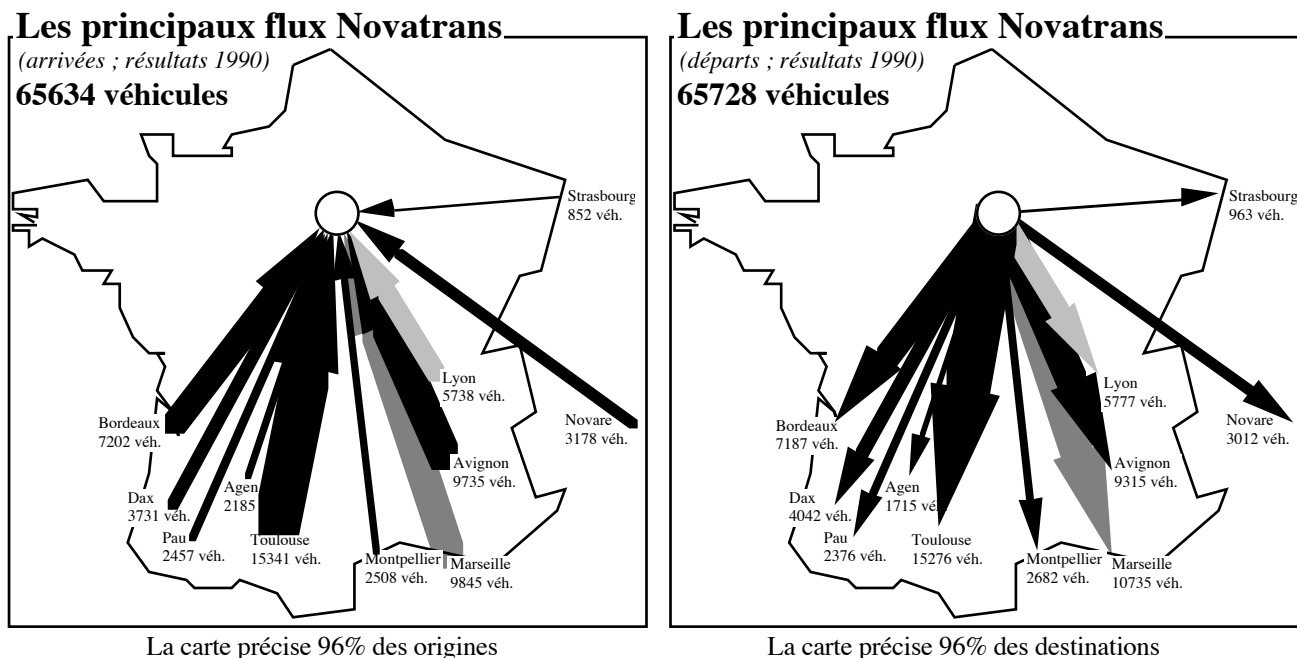 Les principaux flux Novatrans
(arrivées ; résultats 1990)
65634 véhicules
Strasbourg
852 véh.
Lyon
5738 véh.
Novare
3178 véh.
Bordeaux
7202 véh.
Avignon
9735 véh.
Dax
3731 véh.
Agen
2185
Pau
2457 véh.
Toulouse
15341 véh.
Montpellier
2508 véh.
Marseille
9845 véh.
La carte précise 96% des origines
Les principaux flux Novatrans
(départs ; résultats 1990)
65728 véhicules
Strasbourg
963 véh.
Lyon
5777 véh.
Novare
3012 véh.
Bordeaux
7187 véh.
Avignon
9315 véh.
Dax
4042 véh.
Agen
1715 véh.
Pau
2376 véh.
Toulouse
15276 véh.
Montpellier
2682 véh.
Marseille
10735 véh.
La carte précise 96% des destinations